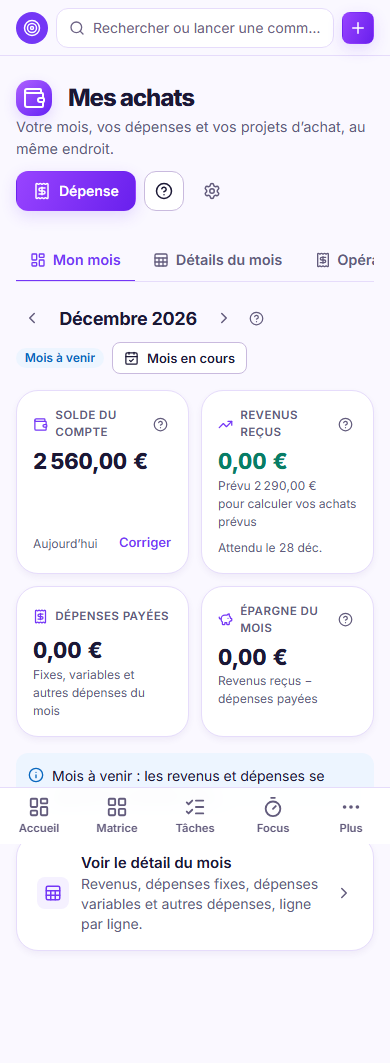 Rechercher ou lancer une comm...
Mes achats
Votre mois, vos dépenses et vos projets d'achat, au
même endroit.
Dépense
Mon mois
Détails du mois
Opéra
Décembre 2026
Mois à venir
Mois en cours
SOLDE DU
COMPTE
2 560,00 €
Aujourd'hui
Corriger
REVENUS
REÇUS
0,00 €
Prévu 2 290,00 €
pour calculer vos achats
prévus
Attendu le 28 déc.
DÉPENSES PAYÉES
0,00 €
Fixes, variables et
autres dépenses du
mois
ÉPARGNE DU
MOIS
0,00 €
Revenus reçus –
dépenses payées
Mois à venir : les revenus et dépenses se
Accueil
Matrice
Tâches
Focus
Plus
Voir le détail du mois
Revenus, dépenses fixes, dépenses
variables et autres dépenses, ligne
par ligne.